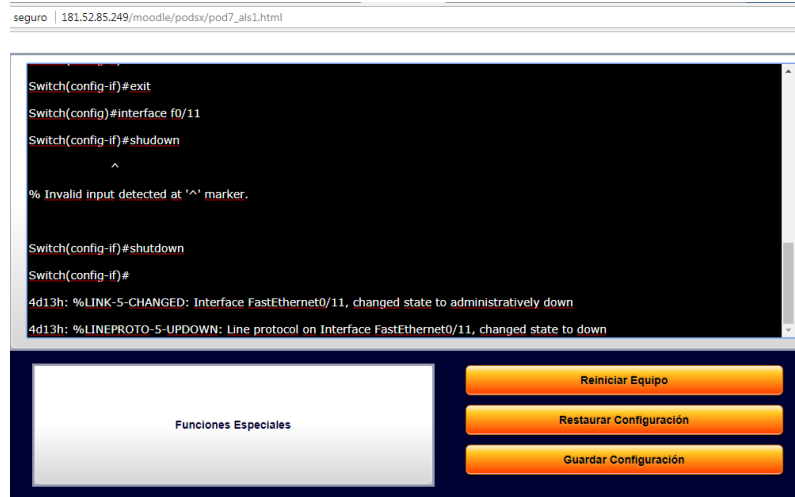 seguro | 181.52.85.249/moodle/podsx/pod7_als1.html
Switch(config-if)#exit
Switch(config)#interface f0/11
Switch(config-if)#shudown
^
% Invalid input detected at '^' marker.
Switch(config-if)#shutdown
Switch(config-if)#
4d13h: %LINK-5-CHANGED: Interface FastEthernet0/11, changed state to administratively down
4d13h: %LINEPROTO-5-UPDOWN: Line protocol on Interface FastEthernet0/11, changed state to down
Funciones Especiales
Reiniciar Equipo
Restaurar Configuración
Guardar Configuración